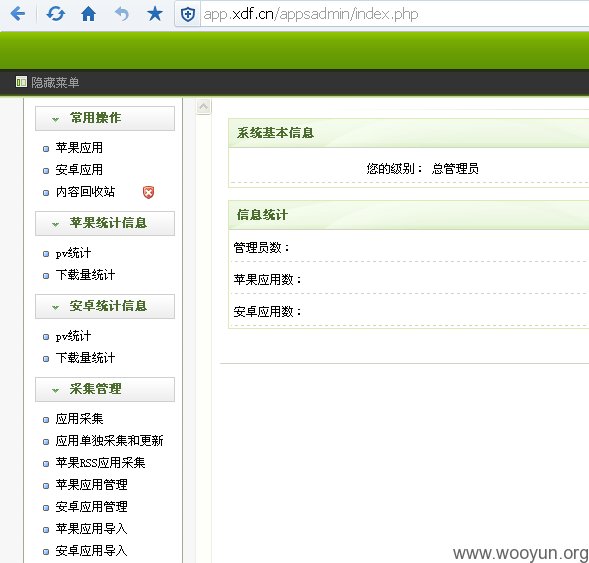 app.xdf.cn/appsadmin/index.php
隐藏菜单
常用操作
苹果应用
安卓应用
内容回收站
苹果统计信息
pv统计
下载量统计
安卓统计信息
pv统计
下载量统计
采集管理
应用采集
应用单独采集和更新
苹果RSS应用采集
苹果应用管理
安卓应用管理
苹果应用导入
安卓应用导入
系统基本信息
您的级别： 总管理员
信息统计
管理员数：
苹果应用数：
安卓应用数：
www.wooyun.org